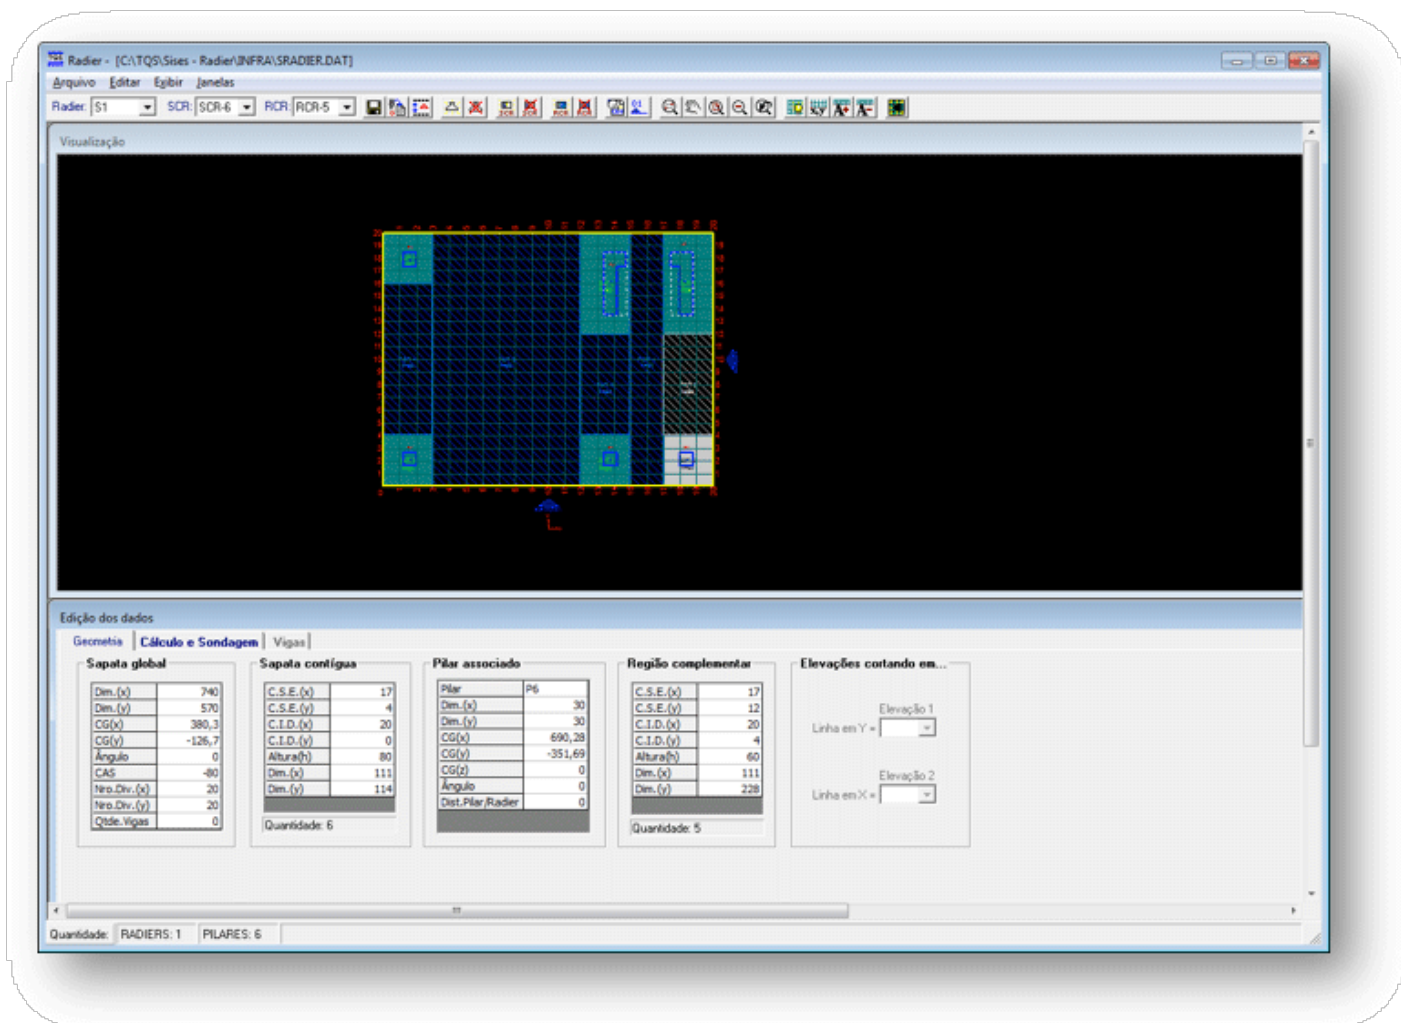 Radier - [C:\TQS\Sises - Radier\INFRA\SRADIER.DAT]
Arquivo Editar Exibir Janelas
Radier: S1 SCR: SCR-6 RCR: RCR-5
Visualização
Edição dos dados
Geometria Cálculo e Sondagem Vigas
Sapata global
Dim.(x) 740
Dim.(y) 570
CG(x) 380,3
CG(y) -126,7
Ângulo 0
CAS -80
Nro.Div.(x) 20
Nro.Div.(y) 20
Qtde.Vigas 0
Sapata contígua
C.S.E.(x) 17
C.S.E.(y) 4
C.I.D.(x) 20
C.I.D.(y) 0
Altura(h) 80
Dim.(x) 111
Dim.(y) 114
Quantidade: 6
Pilar associado
Pilar P6
Dim.(x) 30
Dim.(y) 30
CG(x) 690,28
CG(y) -351,69
CG(z) 0
Ângulo 0
Dist.Pilar/Radier 0
Região complementar
C.S.E.(x) 17
C.S.E.(y) 12
C.I.D.(x) 20
C.I.D.(y) 4
Altura(h) 60
Dim.(x) 111
Dim.(y) 228
Quantidade: 5
Elevações cortando em...
Elevação 1
Linha em Y =
Elevação 2
Linha em X =
Quantidade: RADIERS: 1 PILARES: 6